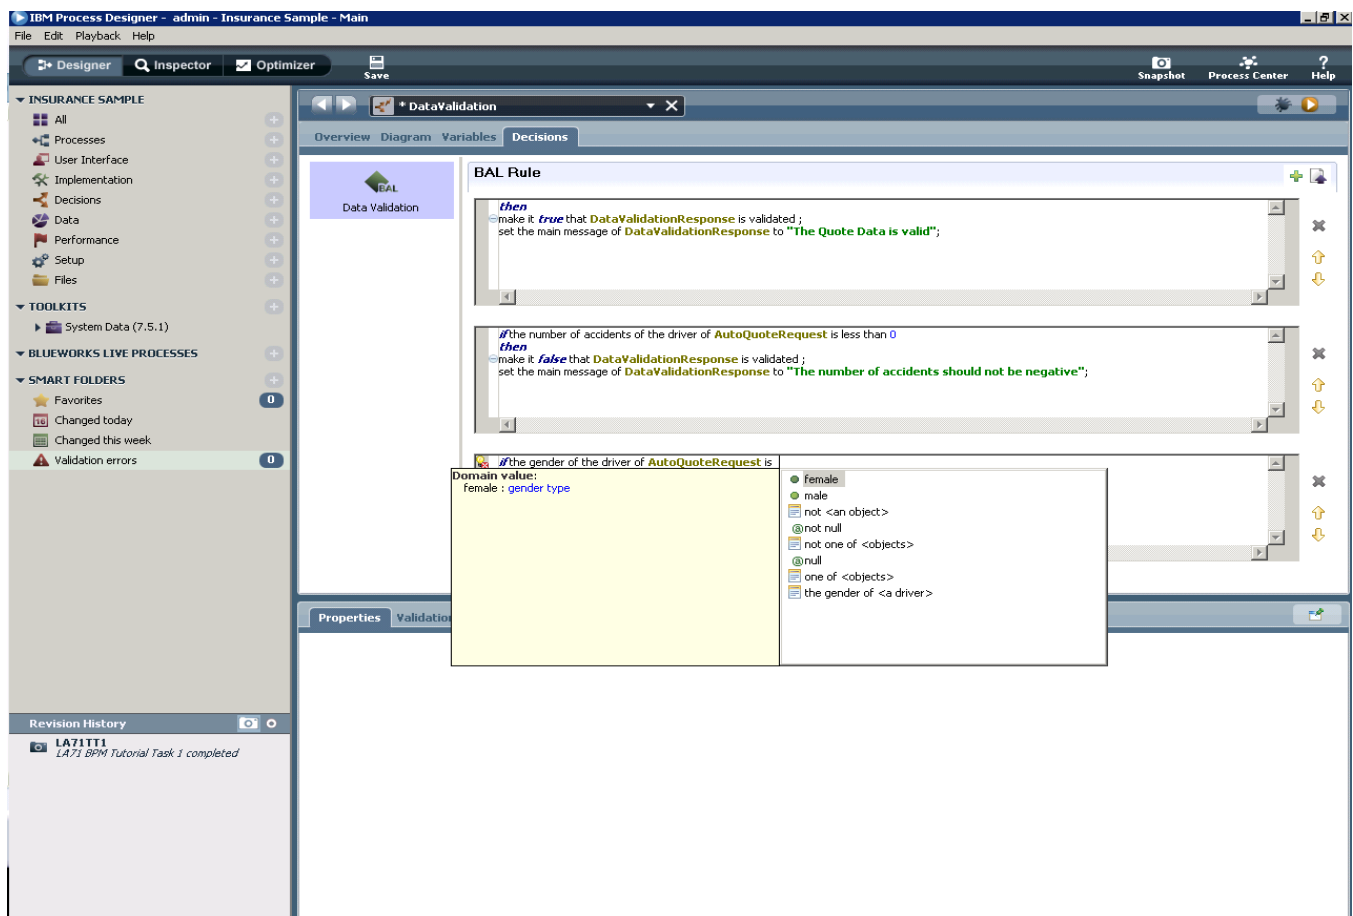 IBM Process Designer - admin - Insurance Sample - Main
File Edit Playback Help
Designer Inspector Optimizer Save Snapshot Process Center Help
INSURANCE SAMPLE
All
Processes
User Interface
Implementation
Decisions
Data
Performance
Setup
Files
TOOLKITS
System Data (7.5.1)
BLUEWORKS LIVE PROCESSES
SMART FOLDERS
Favorites 0
Changed today
Changed this week
Validation errors 0
Revision History
LA71TT1
LA71 BPM Tutorial Task 1 completed
* DataValidation
Overview Diagram Variables Decisions
BAL
Data Validation
BAL Rule
then
make it true that DataValidationResponse is validated ;
set the main message of DataValidationResponse to "The Quote Data is valid";
if the number of accidents of the driver of AutoQuoteRequest is less than 0
then
make it false that DataValidationResponse is validated ;
set the main message of DataValidationResponse to "The number of accidents should not be negative";
if the gender of the driver of AutoQuoteRequest is
Domain value:
female : gender type
female
male
not <an object>
not null
not one of <objects>
null
one of <objects>
the gender of <a driver>
Properties Validation